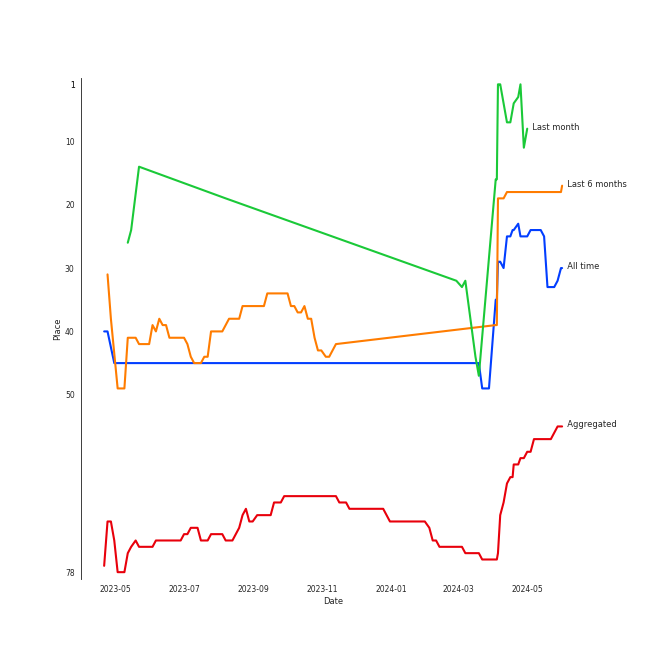 1
10
20
30
40
50
78
Place
Last month
Last 6 months
All time
Aggregated
2023-05
2023-07
2023-09
2023-11
2024-01
2024-03
2024-05
Date